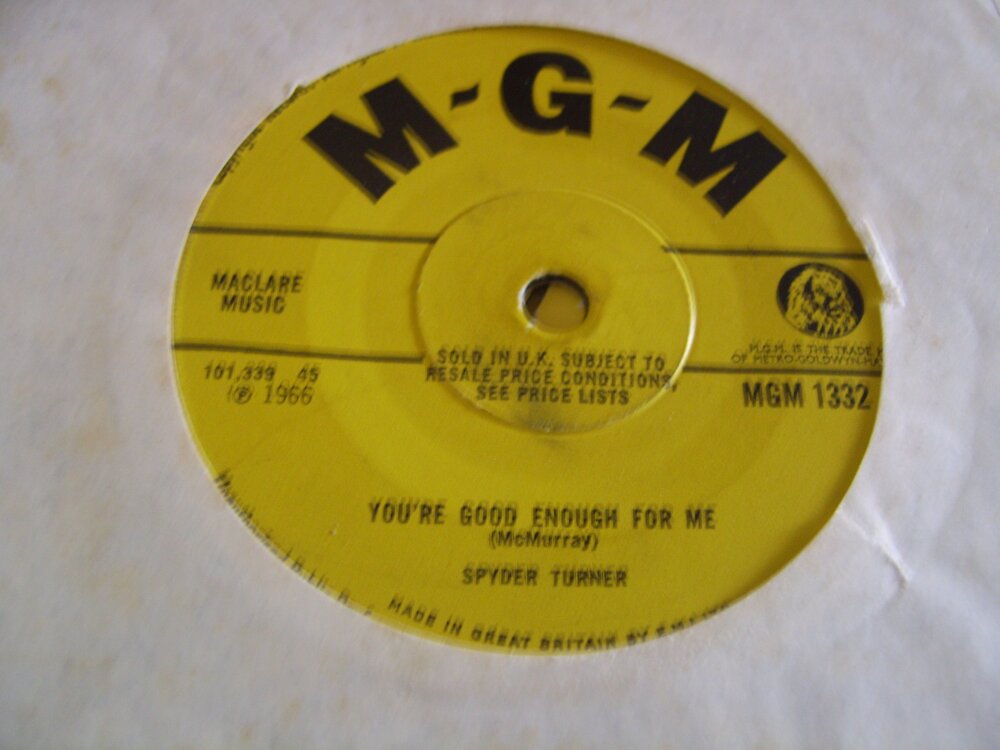 M-G-M
MACLARE
MUSIC
SOLD IN U.K. SUBJECT TO
RESALE PRICE CONDITIONS,
SEE PRICE LISTS
M.G.M. IS THE TRADE
OF METRO-GOLDWYN-MA
101,339 45
℗ 1966
MGM 1332
YOU'RE GOOD ENOUGH FOR ME
(McMurray)
SPYDER TURNER
MADE IN GREAT BRITAIN BY